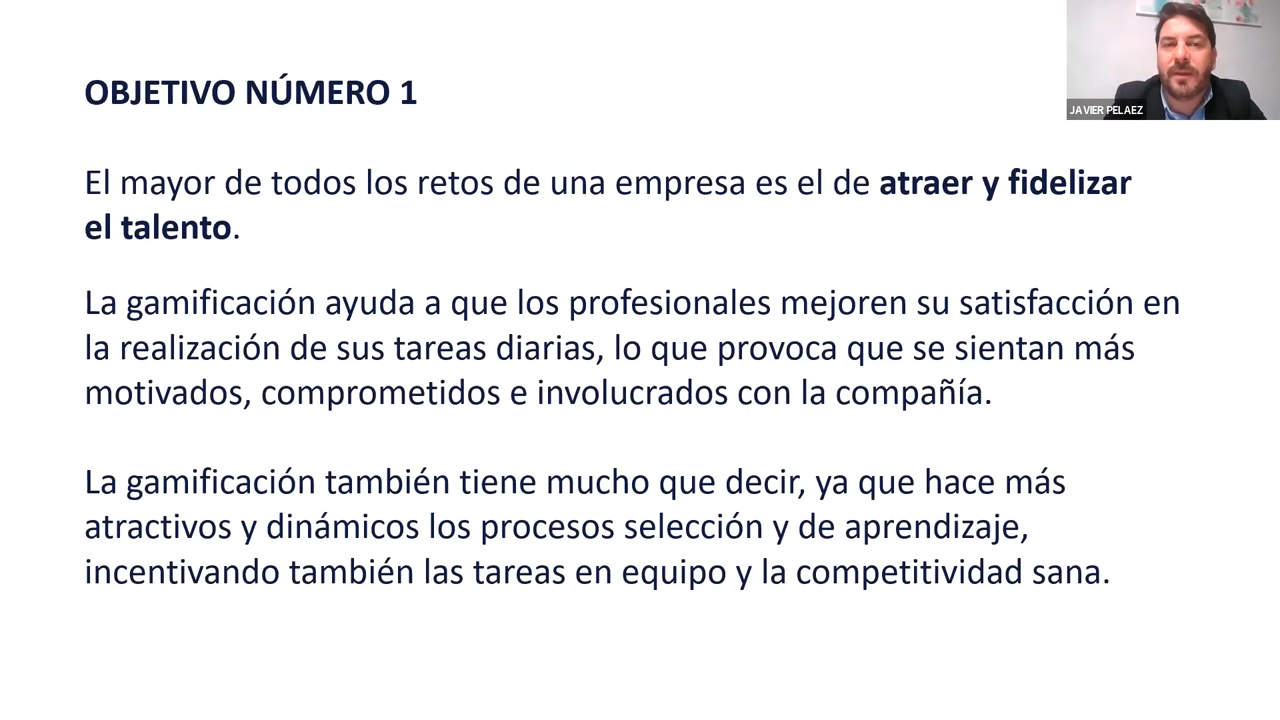 OBJETIVO NÚMERO 1
JAVIER PELAEZ
El mayor de todos los retos de una empresa es el de atraer y fidelizar
el talento.
La gamificación ayuda a que los profesionales mejoren su satisfacción en
la realización de sus tareas diarias, lo que provoca que se sientan más
motivados, comprometidos e involucrados con la compañía.
La gamificación también tiene mucho que decir, ya que hace más
atractivos y dinámicos los procesos selección y de aprendizaje,
incentivando también las tareas en equipo y la competitividad sana.